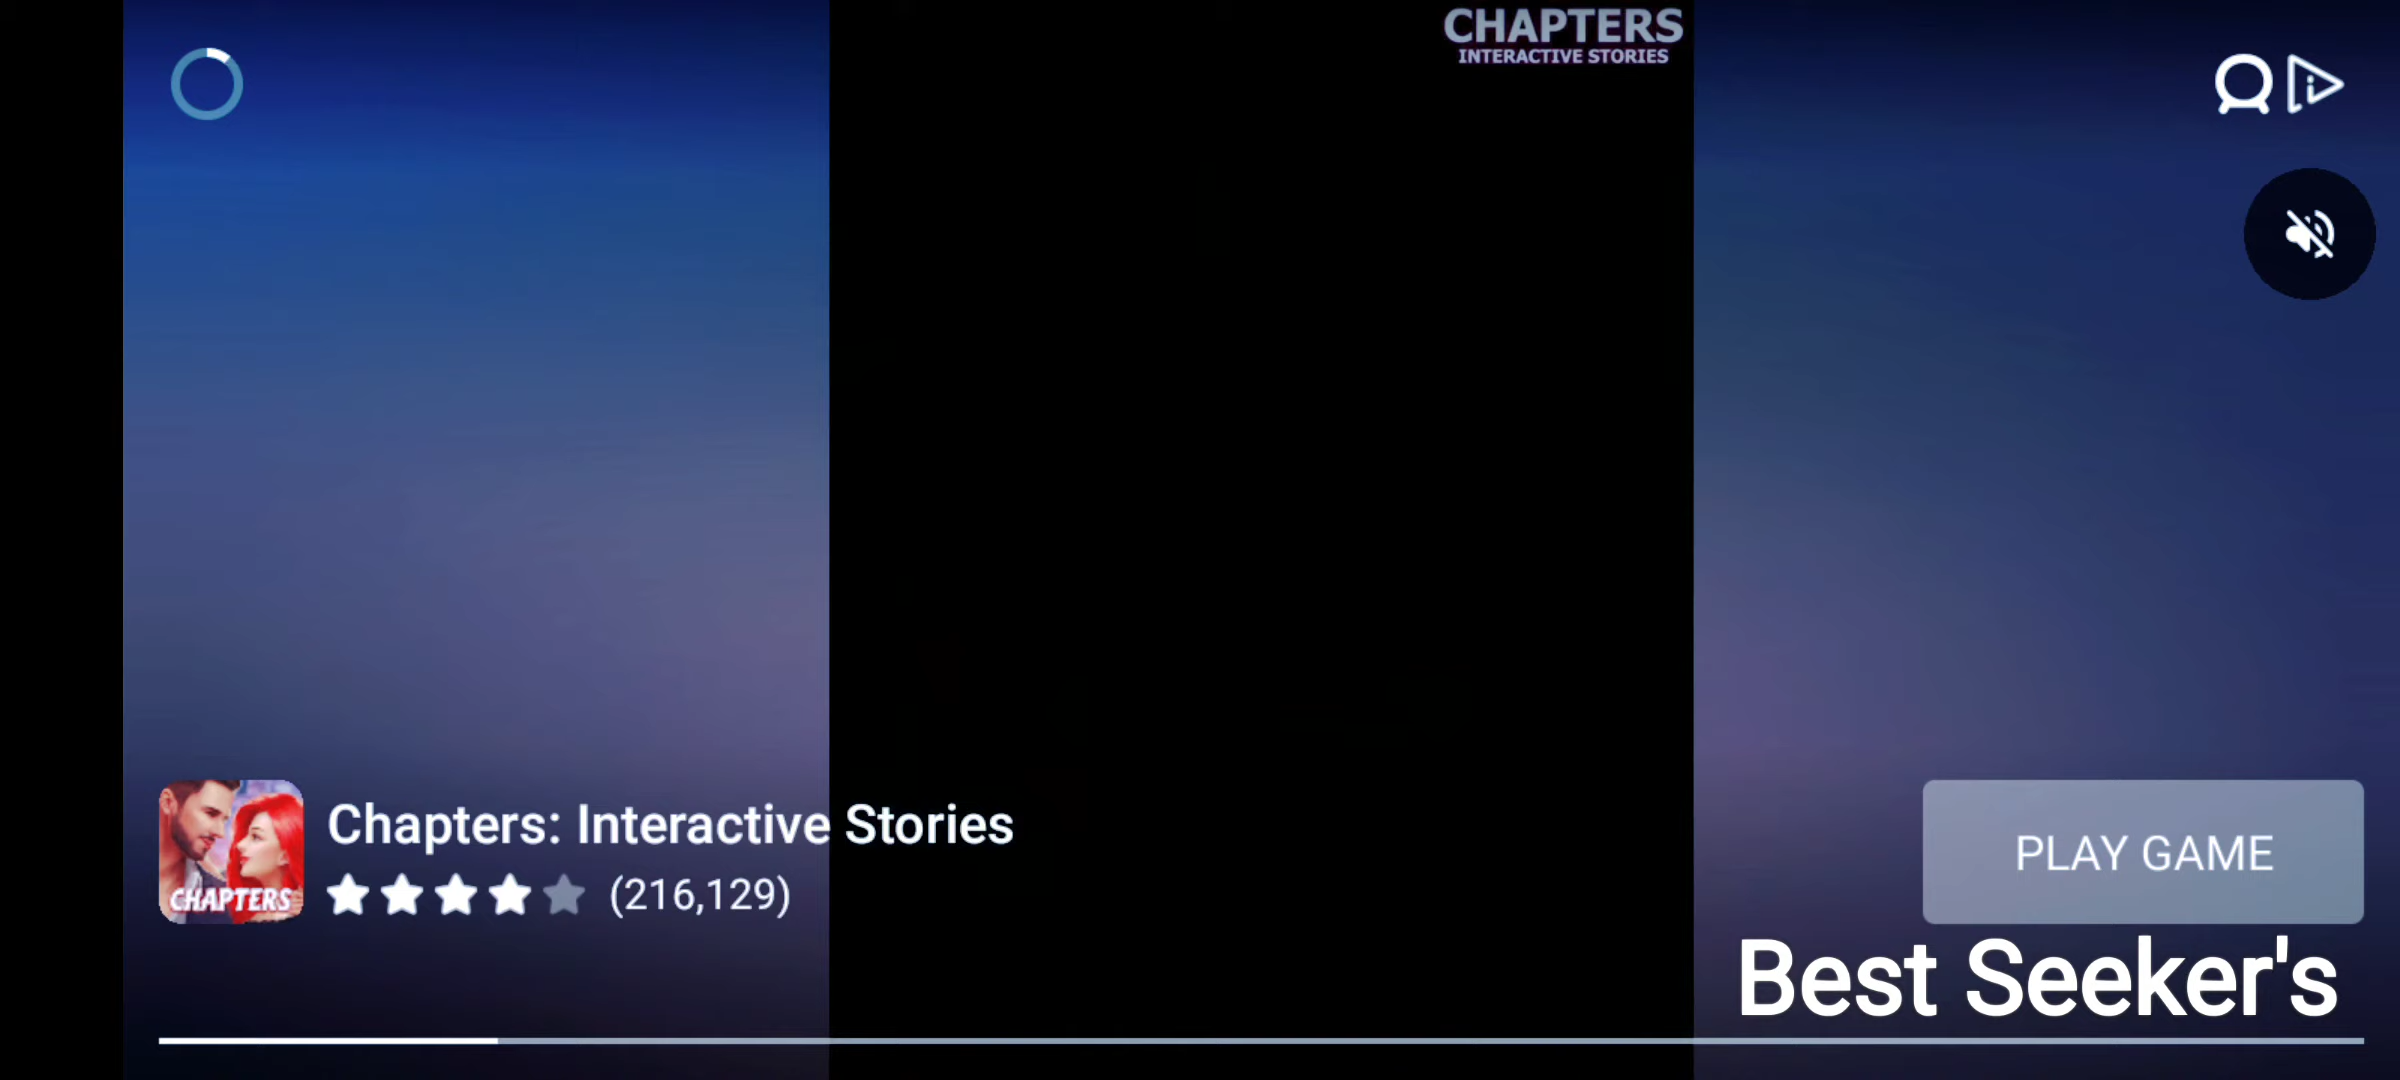 CHAPTERS
INTERACTIVE STORIES
Chapters: Interactive Stories
CHAPTERS
(216,129)
PLAY GAME
Best Seeker's